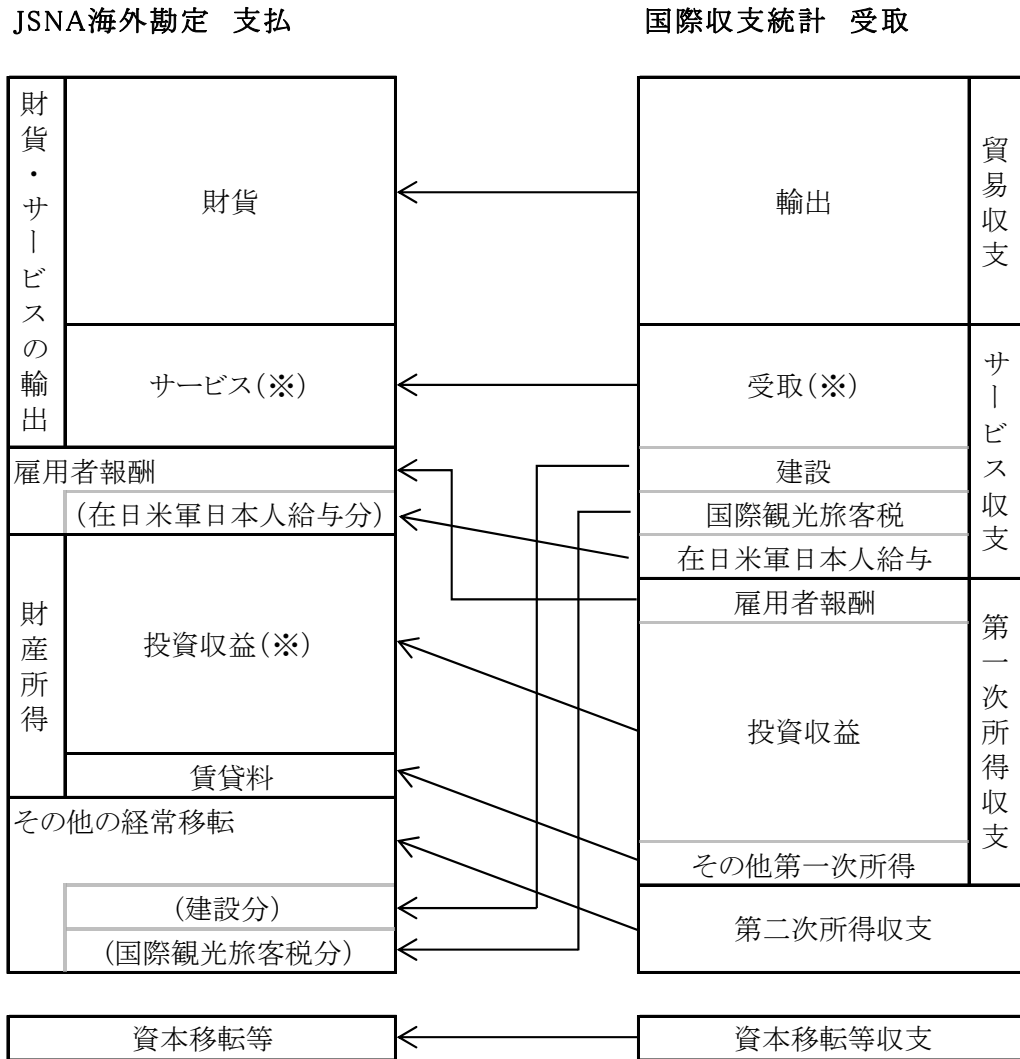 JSNA海外勘定 支払
国際収支統計 受取
財貨・サービスの輸出
財貨
サービス(※)
雇用者報酬
(在日米軍日本人給与分)
財産所得
投資収益(※)
賃貸料
その他の経常移転
(建設分)
(国際観光旅客税分)
資本移転等
輸出
貿易収支
受取(※)
建設
国際観光旅客税
在日米軍日本人給与
サービス収支
雇用者報酬
投資収益
その他第一次所得
第一次所得収支
第二次所得収支
資本移転等収支